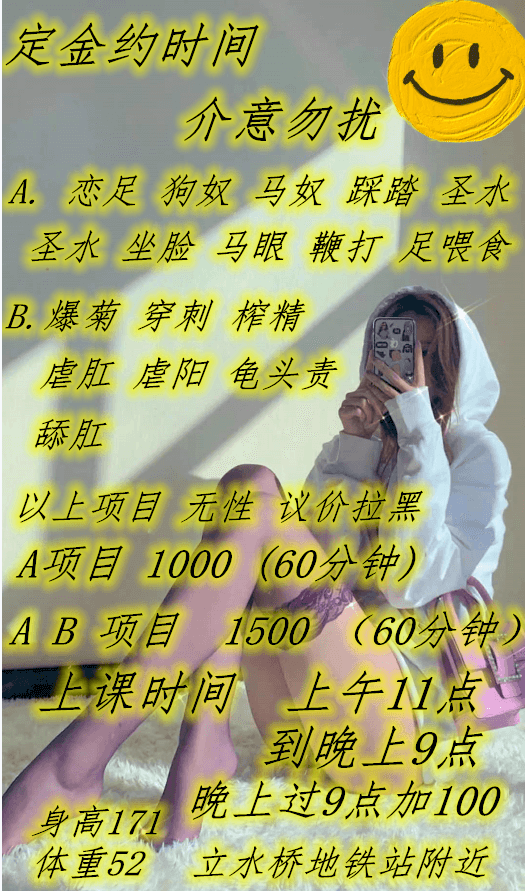 定金约时间
介意勿扰
A. 恋足 狗奴 马奴 踩踏 圣水
圣水 坐脸 马眼 鞭打 足喂食
B. 爆菊 穿刺 榨精
虐肛 虐阳 龟头责
舔肛
以上项目 无性 议价拉黑
A项目 1000 (60分钟)
A B 项目 1500 （60分钟）
上课时间 上午11点
到晚上9点
晚上过9点加100
身高171
体重52 立水桥地铁站附近